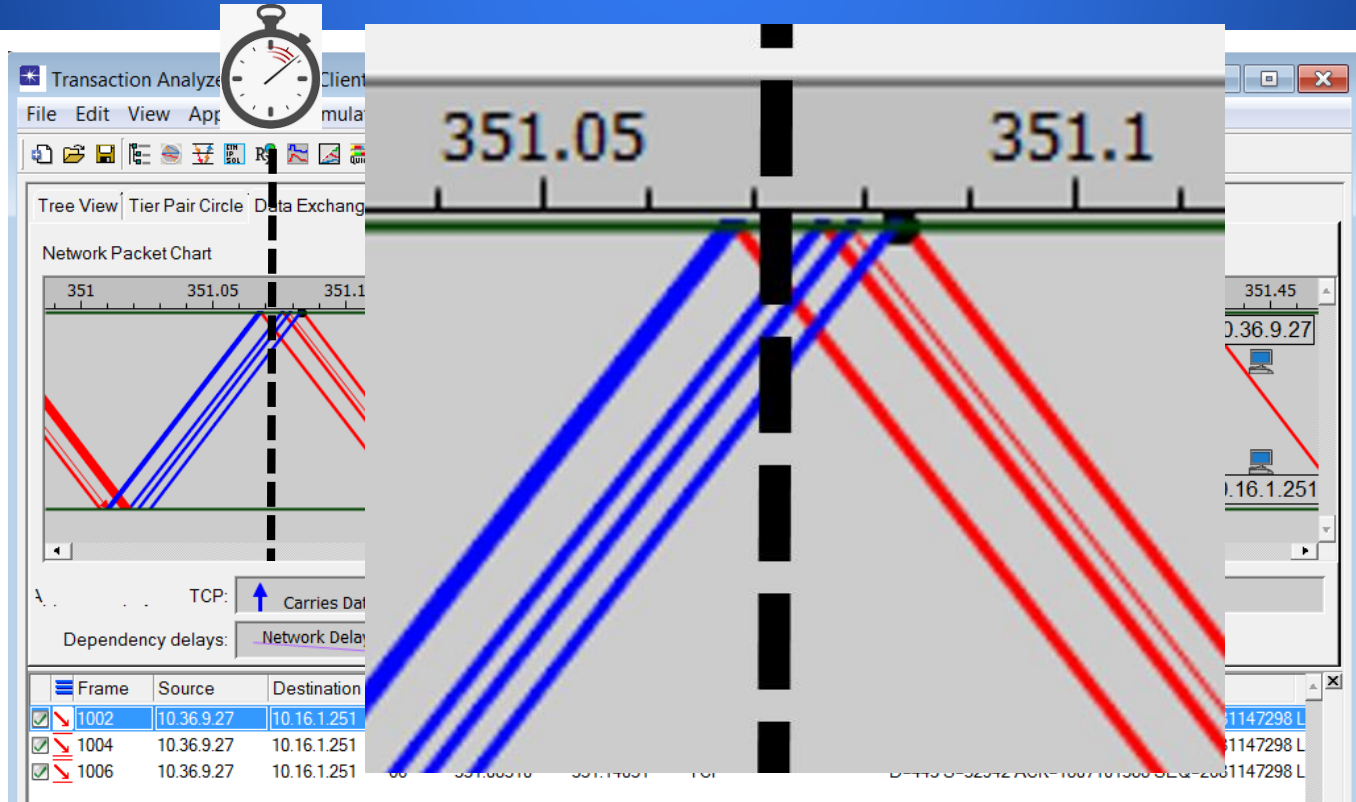 Transaction Analyze Client
File Edit View App mula
Tree View Tier Pair Circle Data Exchang
Network Packet Chart
351 351.05 351.1
351.05 351.1
351.45
0.36.9.27
.16.1.251
TCP: Carries Dat
Dependency delays: Network Delay
Frame Source Destination
1002 10.36.9.27 10.16.1.251 31147298 L
1004 10.36.9.27 10.16.1.251 31147298 L
1006 10.36.9.27 10.16.1.251